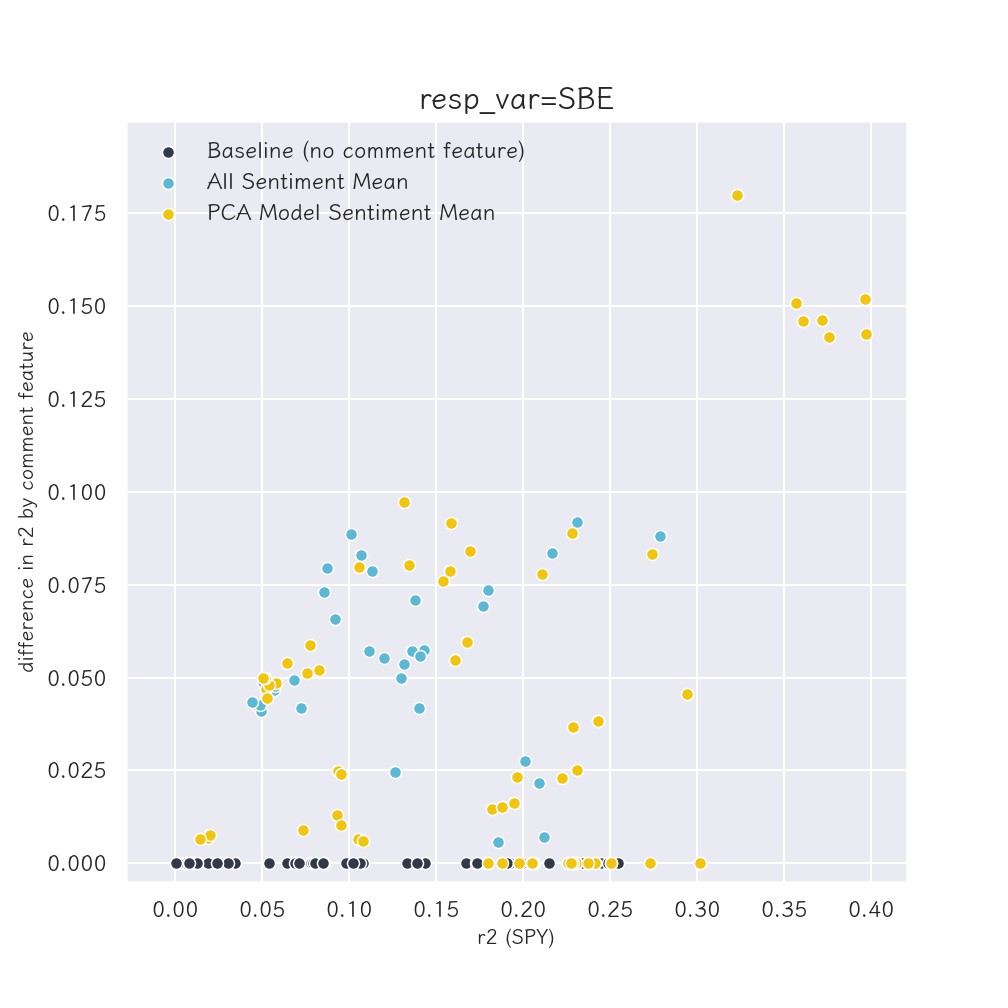 resp_var=SBE
Baseline (no comment feature)
All Sentiment Mean
PCA Model Sentiment Mean
difference in r2 by comment feature
0.175
0.150
0.125
0.100
0.075
0.050
0.025
0.000
0.00 0.05 0.10 0.15 0.20 0.25 0.30 0.35 0.40
r2 (SPY)